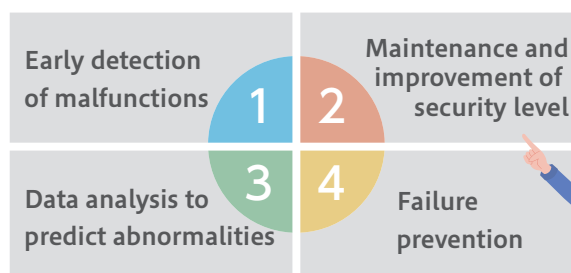 Early detection
of malfunctions
1
2
Maintenance and
improvement of
security level
Data analysis to
predict abnormalities
3
4
Failure
prevention